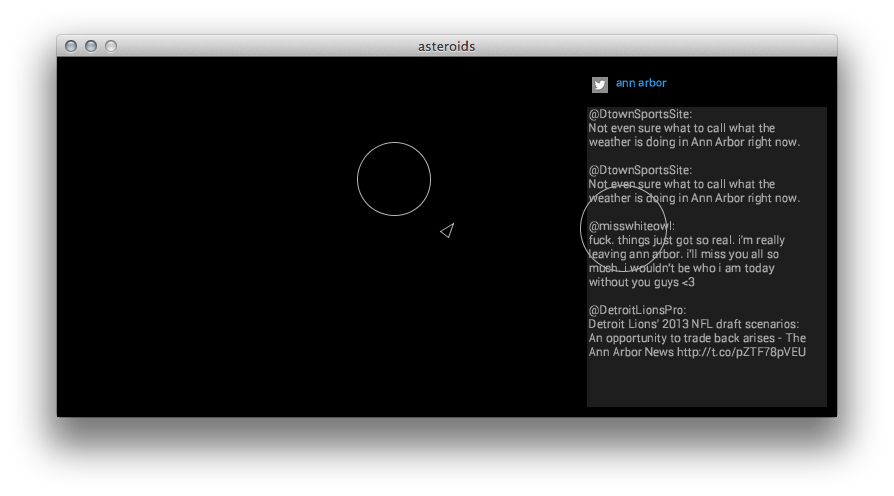 asteroids
ann arbor
@DtownSportsSite:
Not even sure what to call what the
weather is doing in Ann Arbor right now.
@DtownSportsSite:
Not even sure what to call what the
weather is doing in Ann Arbor right now.
@misswhiteowl:
fuck. things just got so real. i'm really
leaving ann arbor. i'll miss you all so
much. i wouldn't be who i am today
without you guys <3
@DetroitLionsPro:
Detroit Lions' 2013 NFL draft scenarios:
An opportunity to trade back arises - The
Ann Arbor News http://t.co/pZTF78pVEU